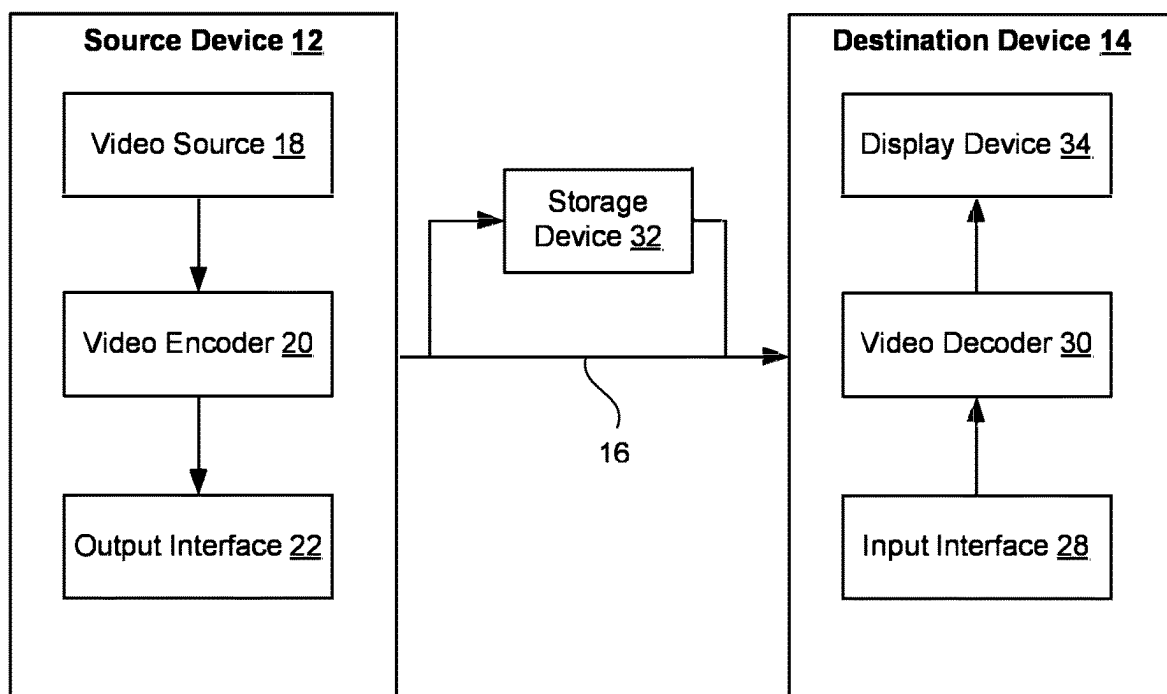 Source Device 12
Video Source 18
Video Encoder 20
Output Interface 22
Storage
Device 32
16
Destination Device 14
Display Device 34
Video Decoder 30
Input Interface 28